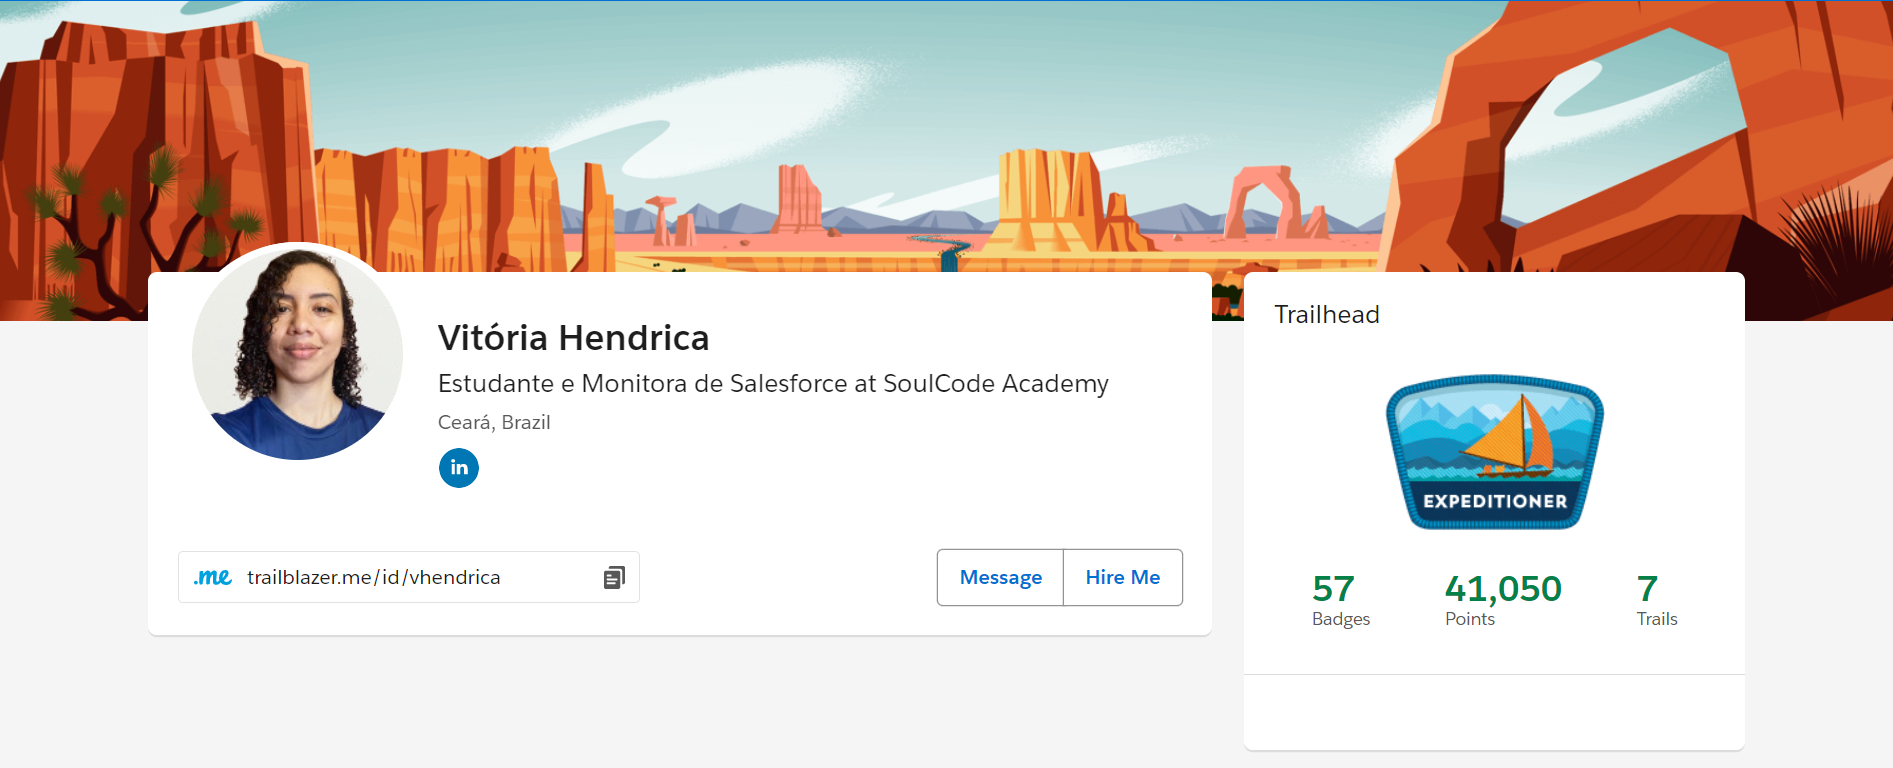 Vitória Hendrica
Estudante e Monitora de Salesforce at SoulCode Academy
Ceará, Brazil
in
.me trailblazer.me/id/vhendrica
Message Hire Me
Trailhead
EXPEDITIONER
57 41,050 7
Badges Points Trails